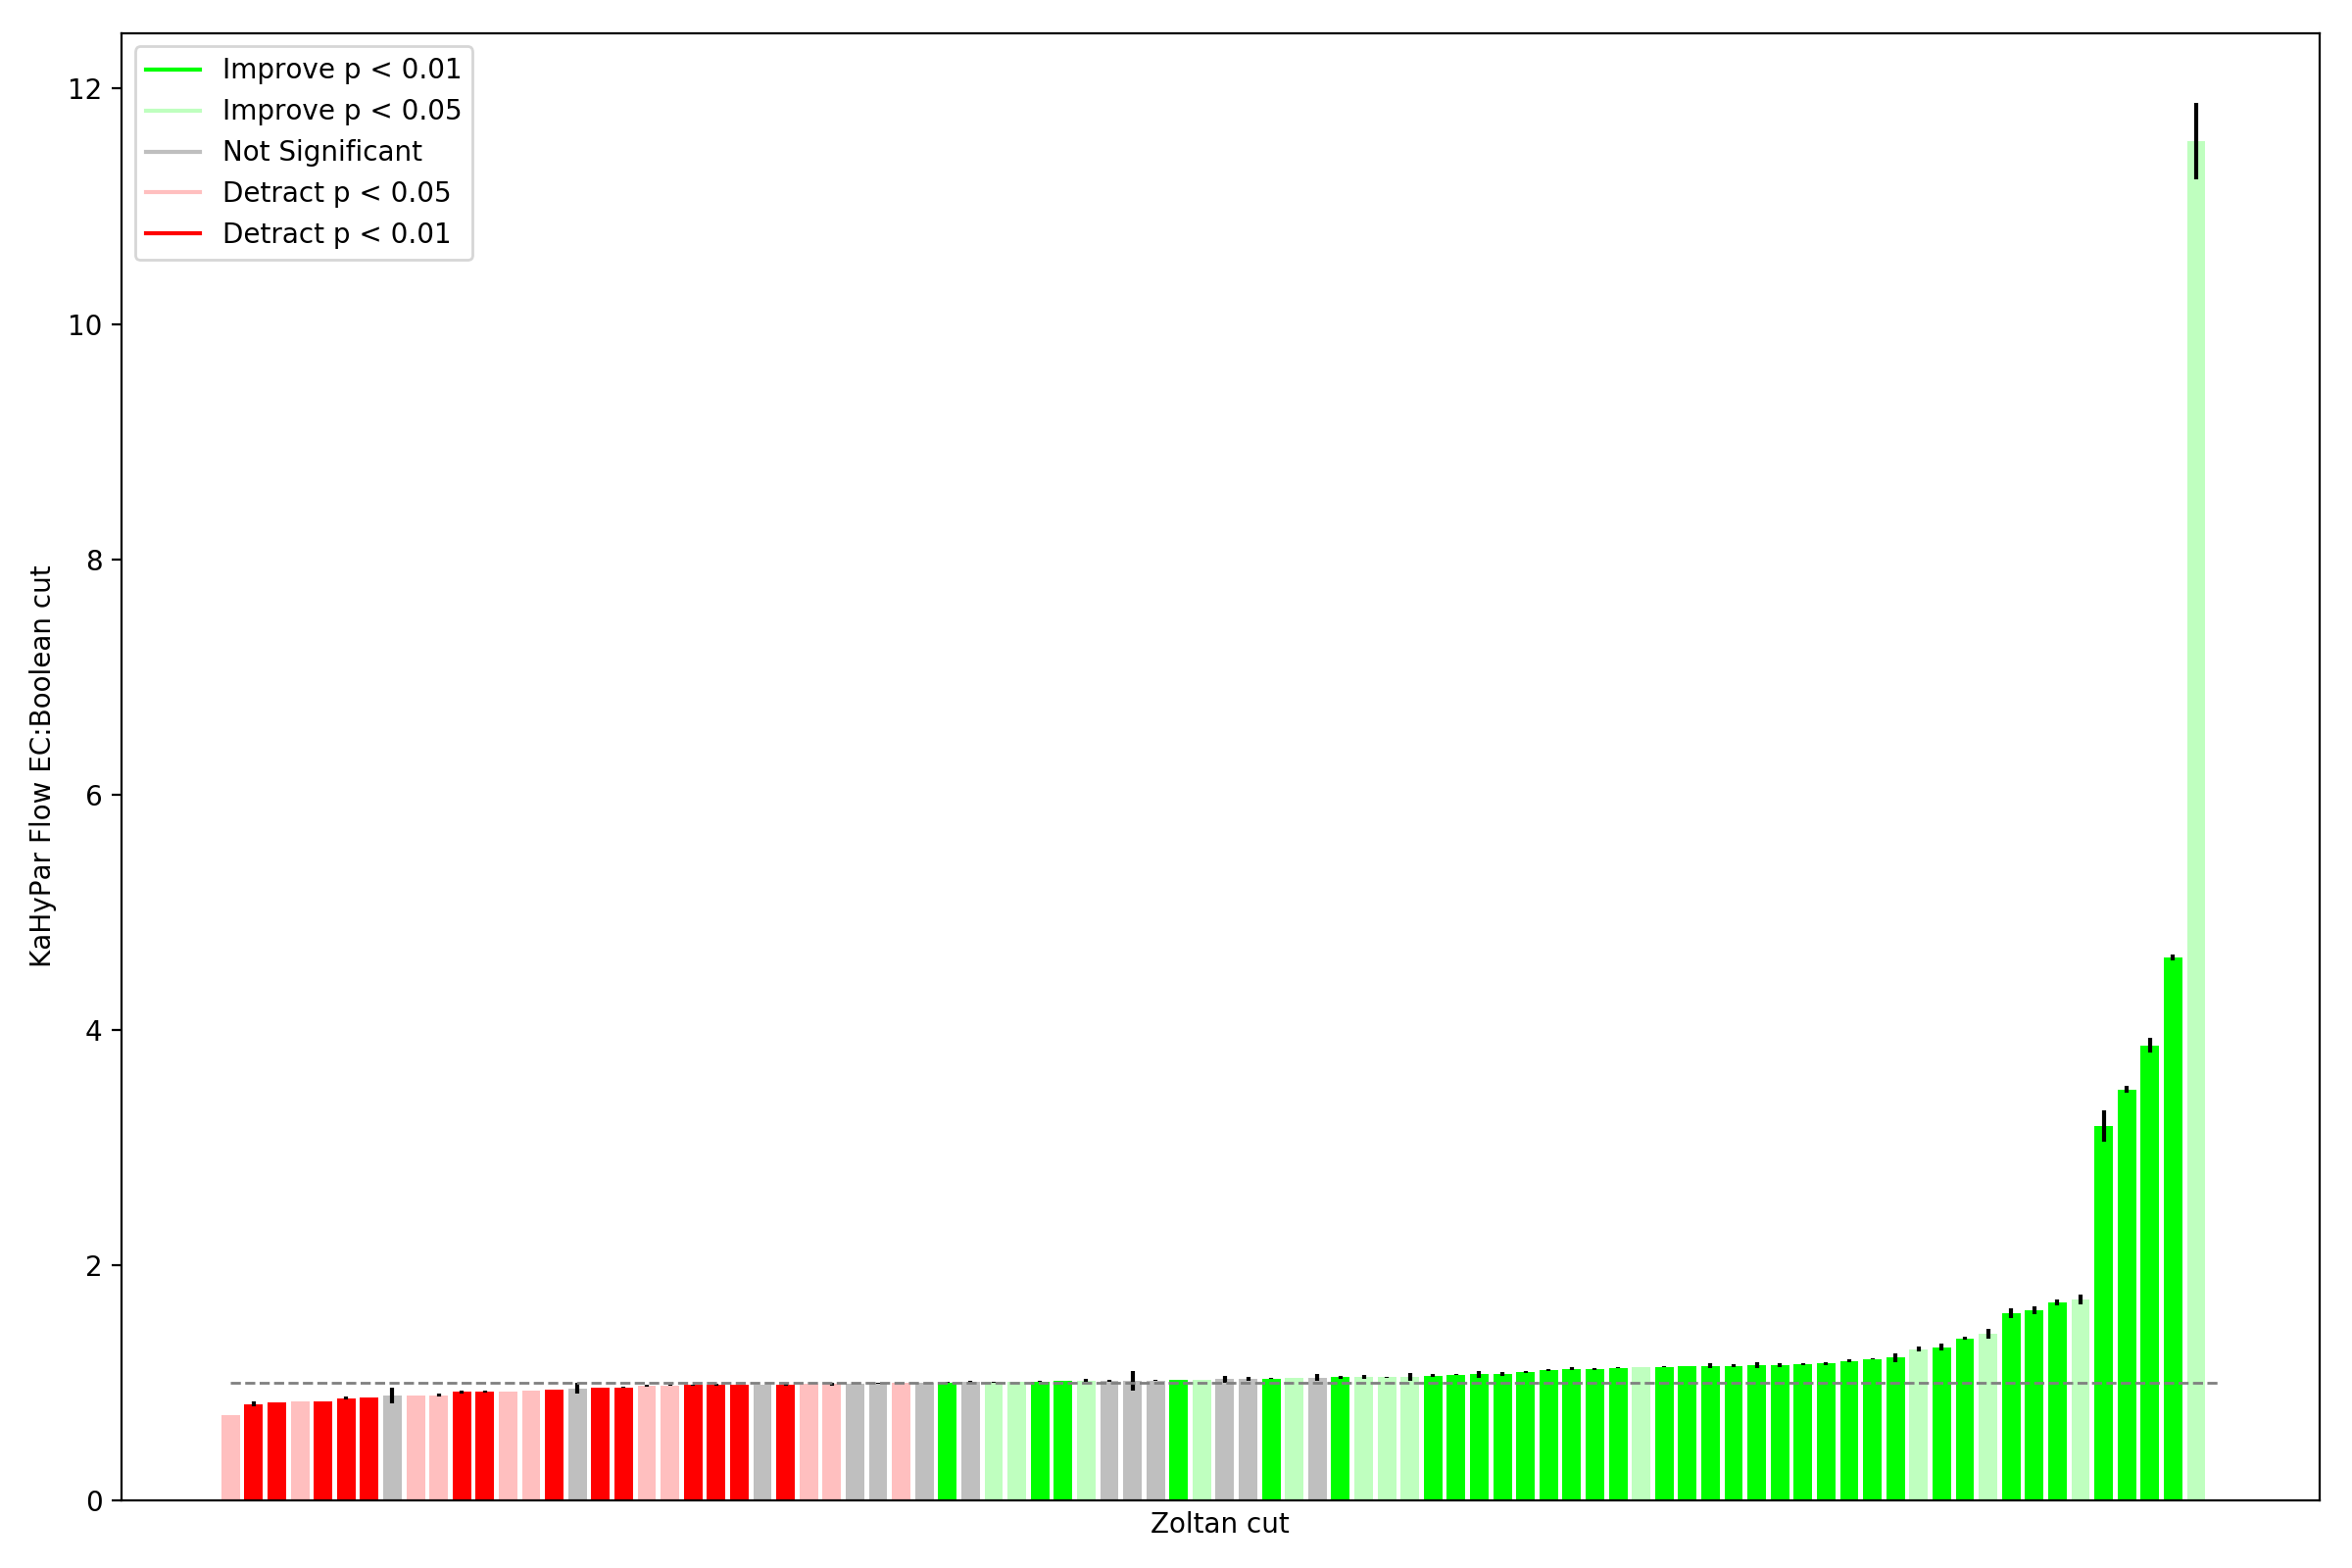 Improve p < 0.01
Improve p < 0.05
Not Significant
Detract p < 0.05
Detract p < 0.01
12
10
8
6
4
2
0
KaHyPar Flow EC:Boolean cut
Zoltan cut